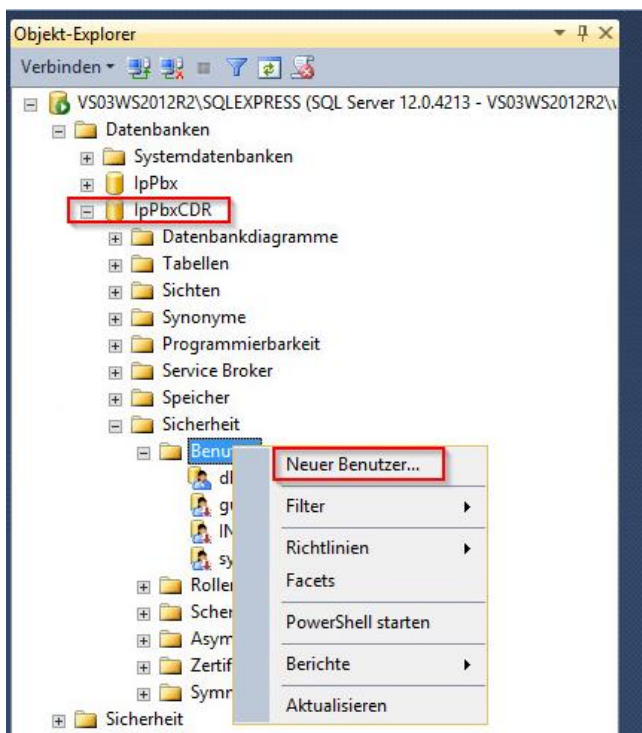 Objekt-Explorer
Verbinden
VS03WS2012R2\SQLEXPRESS (SQL Server 12.0.4213 - VS03WS2012R2\
Datenbanken
Systemdatenbanken
IpPbx
IpPbxCDR
Datenbankdiagramme
Tabellen
Sichten
Synonyme
Programmierbarkeit
Service Broker
Speicher
Sicherheit
Neuer Benutzer...
Filter
Richtlinien
Facets
PowerShell starten
Berichte
Aktualisieren
Sicherheit